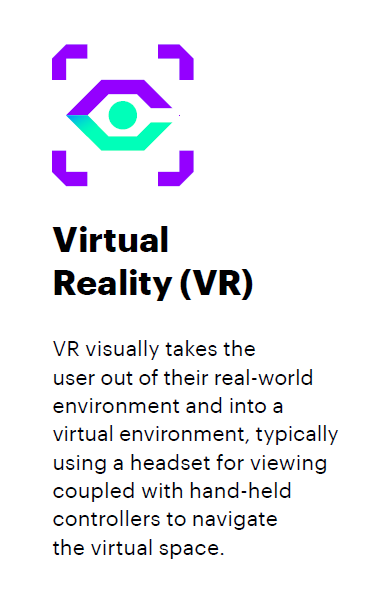 Virtual
Reality (VR)
VR visually takes the
user out of their real-world
environment and into a
virtual environment, typically
using a headset for viewing
coupled with hand-held
controllers to navigate
the virtual space.